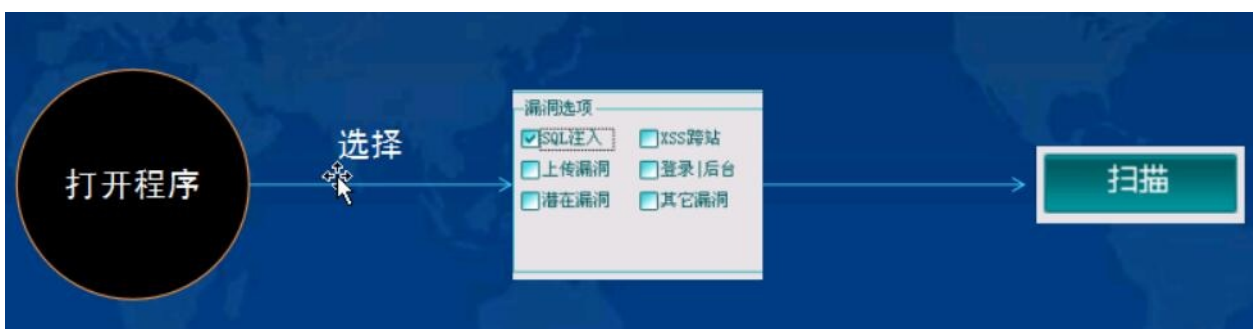 打开程序
选择
漏洞选项
SQL注入 XSS跨站
上传漏洞 登录|后台
潜在漏洞 其它漏洞
扫描